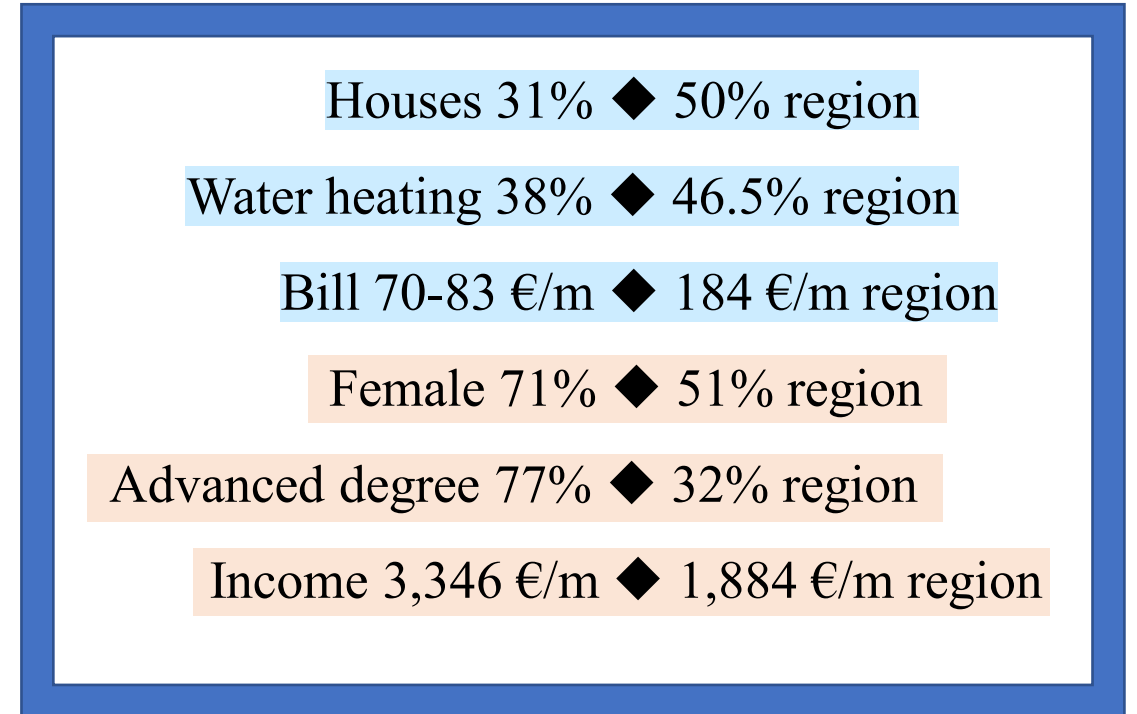 Houses 31% ◆ 50% region
Water heating 38% ◆ 46.5% region
Bill 70-83 €/m ◆ 184 €/m region
Female 71% ◆ 51% region
Advanced degree 77% ◆ 32% region
Income 3,346 €/m ◆ 1,884 €/m region